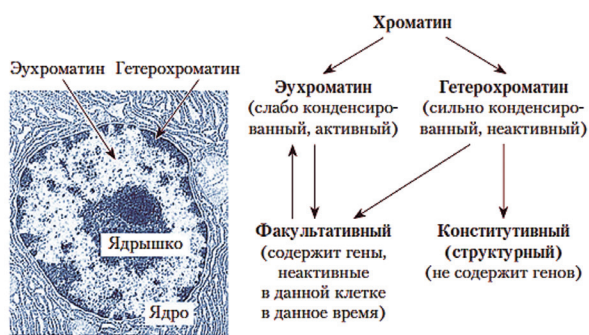 Хроматин
Эухроматин Гетерохроматин
Эухроматин
(слабо конденсиро-
ванный, активный)
Гетерохроматин
(сильно конденсиро-
ванный, неактивный)
Ядрышко
Ядро
Факультативный
(содержит гены,
неактивные
в данной клетке
в данное время)
Конститутивный
(структурный)
(не содержит генов)